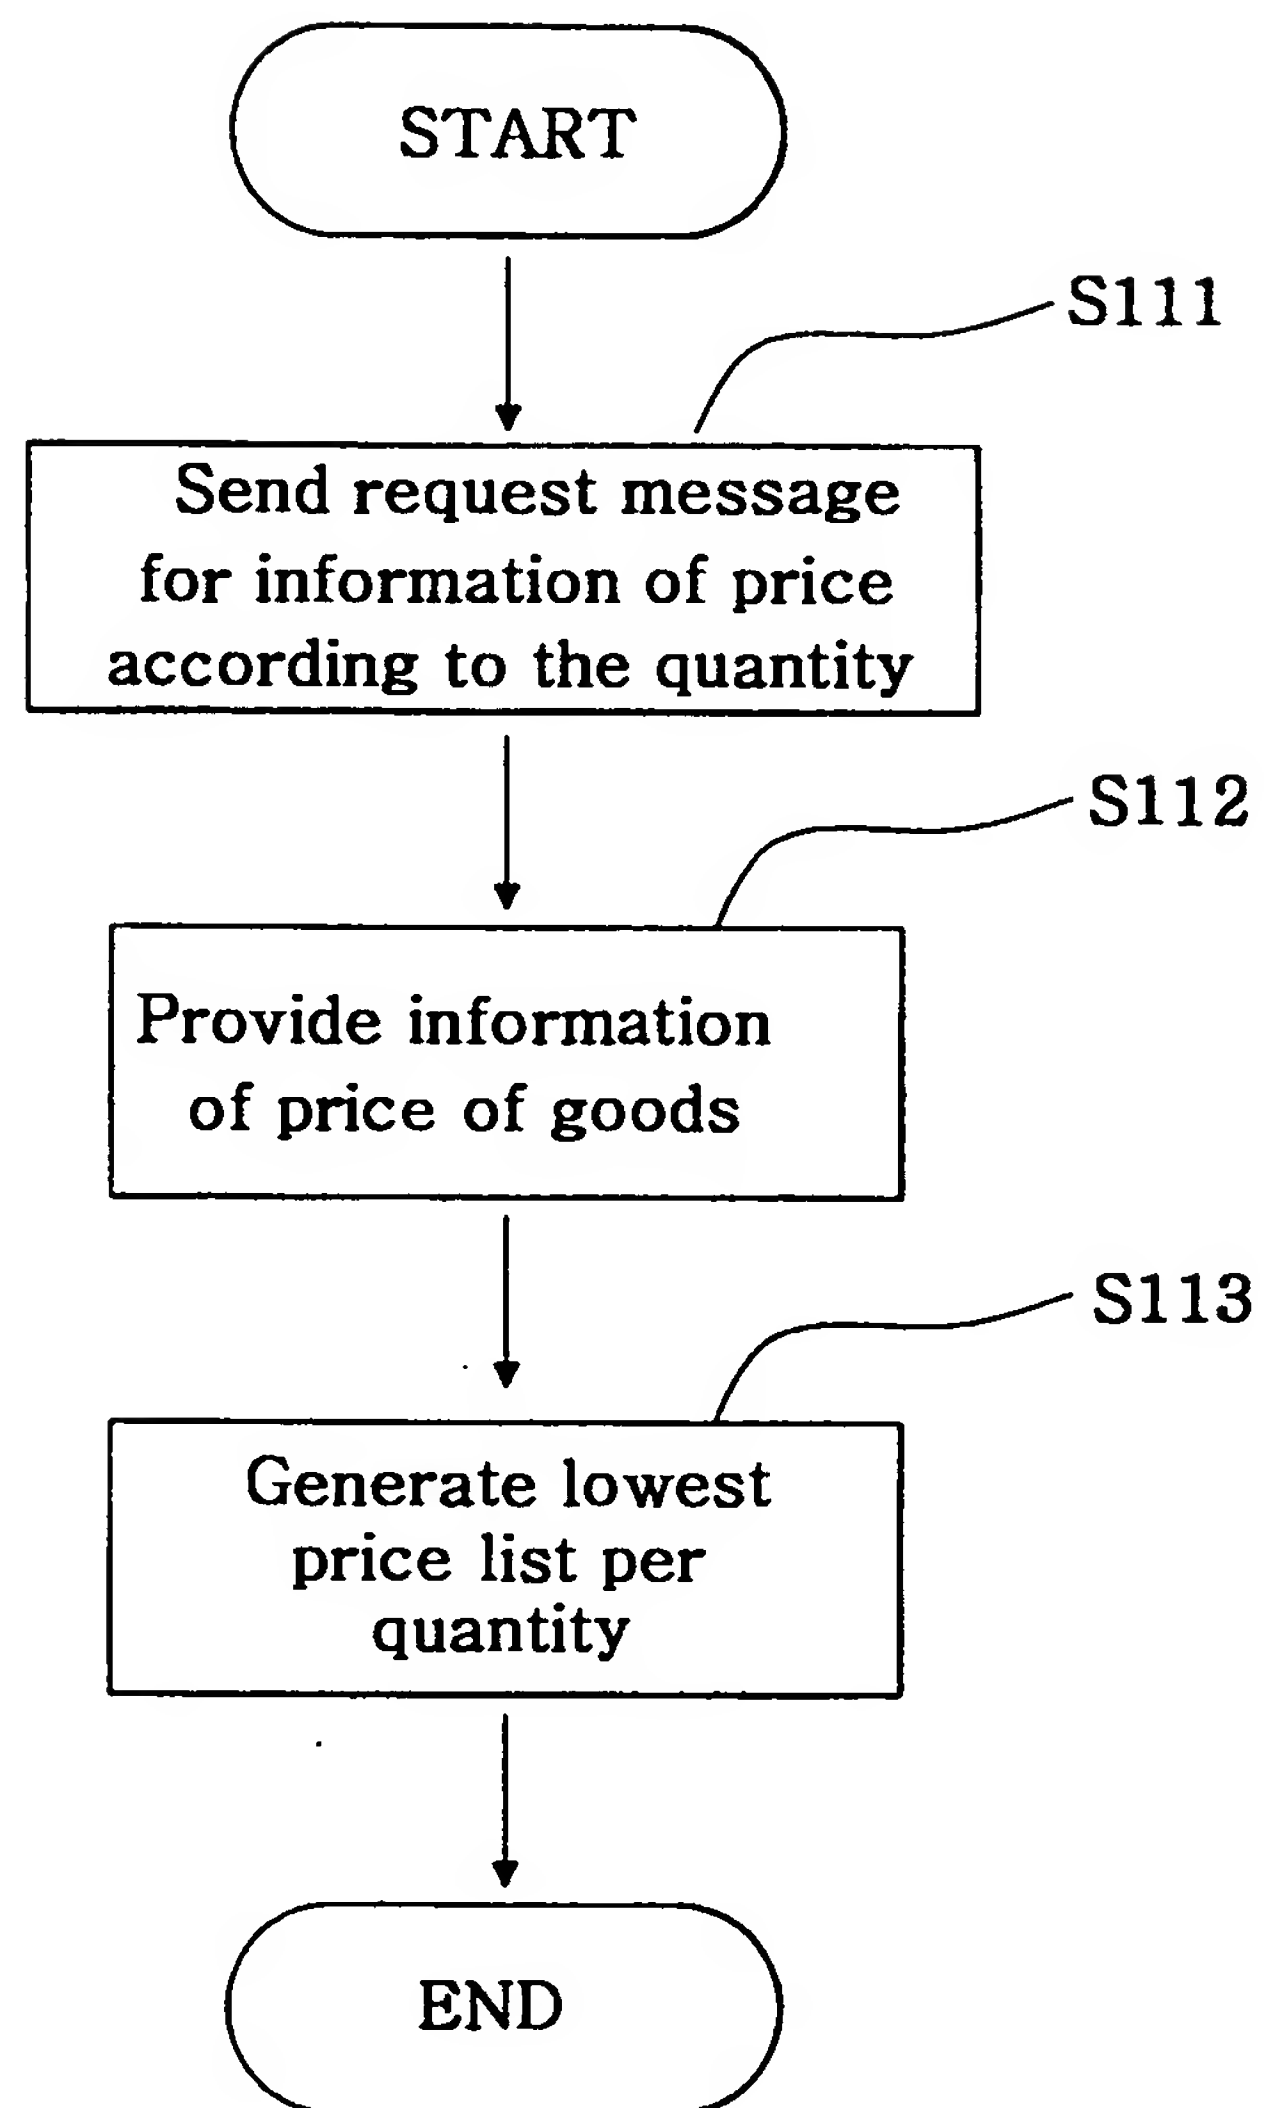 START
S111
Send request message
for information of price
according to the quantity
S112
Provide information
of price of goods
S113
Generate lowest
price list per
quantity
END